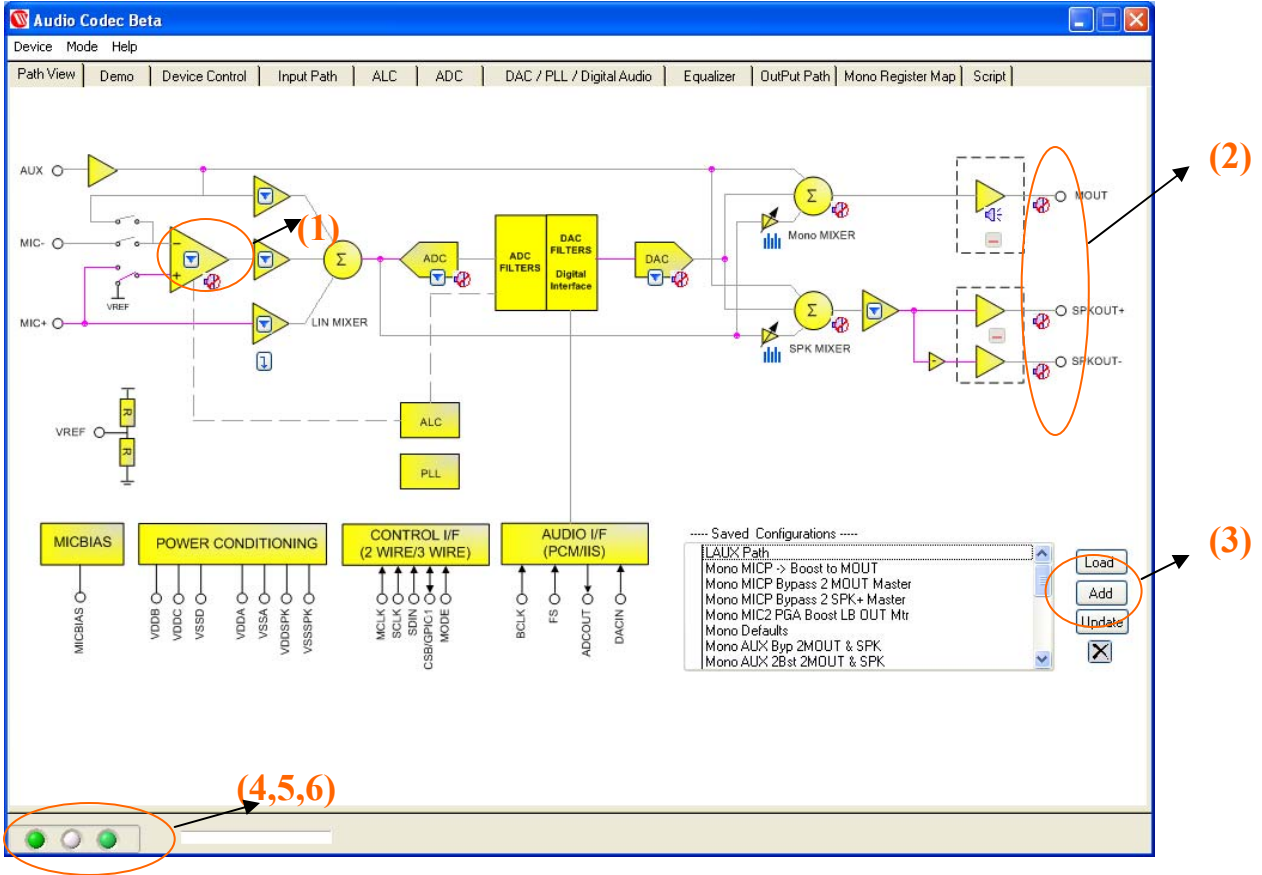 Audio Codec Beta
Device Mode Help
Path View Demo Device Control Input Path ALC ADC DAC / PLL / Digital Audio Equalizer OutPut Path Mono Register Map Script
(2)
AUX
MOUT
(1)
Σ
Mono MIXER
MIC-
−
+
Σ
ADC
ADC FILTERS
DAC FILTERS
Digital Interface
DAC
VREF
MIC+
LIN MIXER
Σ
SPK MIXER
SPKOUT+
-
SPKOUT-
R
VREF
R
ALC
PLL
MICBIAS
POWER CONDITIONING
CONTROL I/F
(2 WIRE/3 WIRE)
AUDIO I/F
(PCM/IIS)
MICBIAS
VDDB
VDDC
VSSD
VDDA
VSSA
VDDSPK
VSSSPK
MCLK
SCLK
SDIN
CSB/GPIC1
MODE
BCLK
FS
ADCOUT
DACIN
----- Saved Configurations -----
LAUX Path
Mono MICP -> Boost to MOUT
Mono MICP Bypass 2 MOUT Master
Mono MICP Bypass 2 SPK+ Master
Mono MIC2 PGA Boost LB OUT Mtr
Mono Defaults
Mono AUX Byp 2MOUT & SPK
Mono AUX 2Bst 2MOUT & SPK
Load
Add
Update
(3)
(4,5,6)